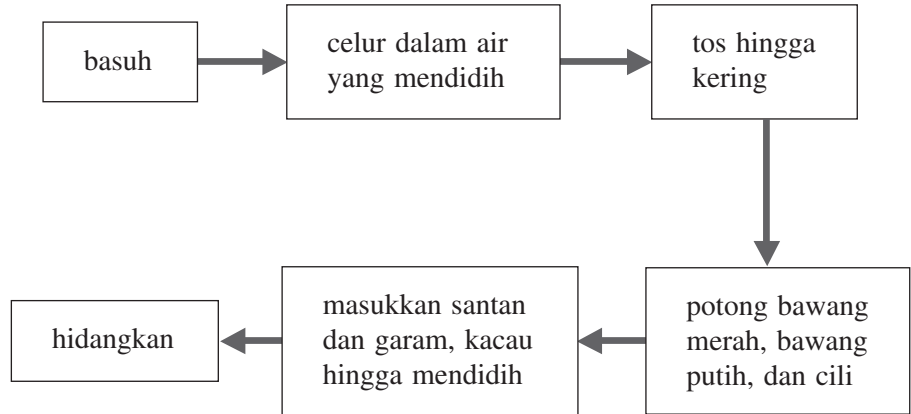 basuh
celur dalam air
yang mendidih
tos hingga
kering
potong bawang
merah, bawang
putih, dan cili
masukkan santan
dan garam, kacau
hingga mendidih
hidangkan